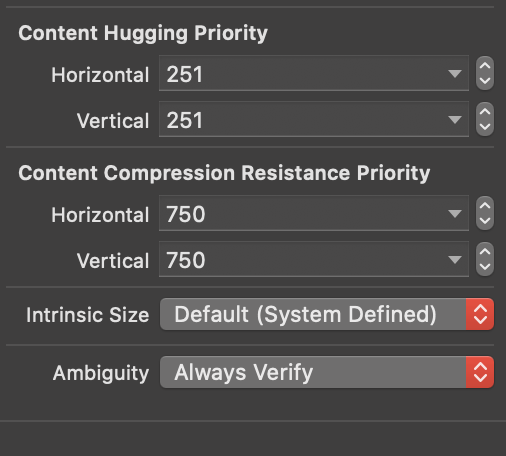 Content Hugging Priority
Horizontal 251
Vertical 251
Content Compression Resistance Priority
Horizontal 750
Vertical 750
Intrinsic Size Default (System Defined)
Ambiguity Always Verify